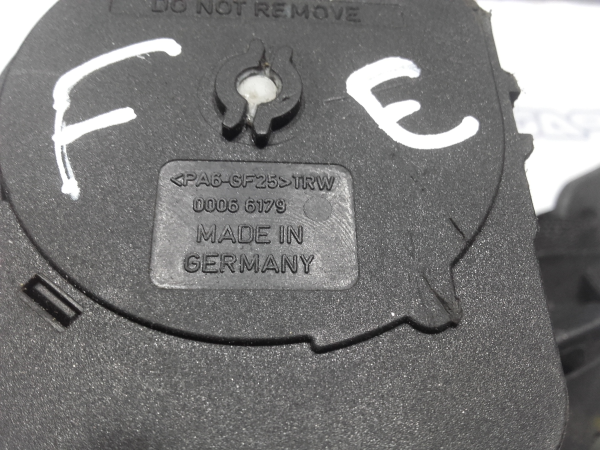 DO NOT REMOVE
F E
<PA6-GF25>TRW
0006 6179
MADE IN
GERMANY